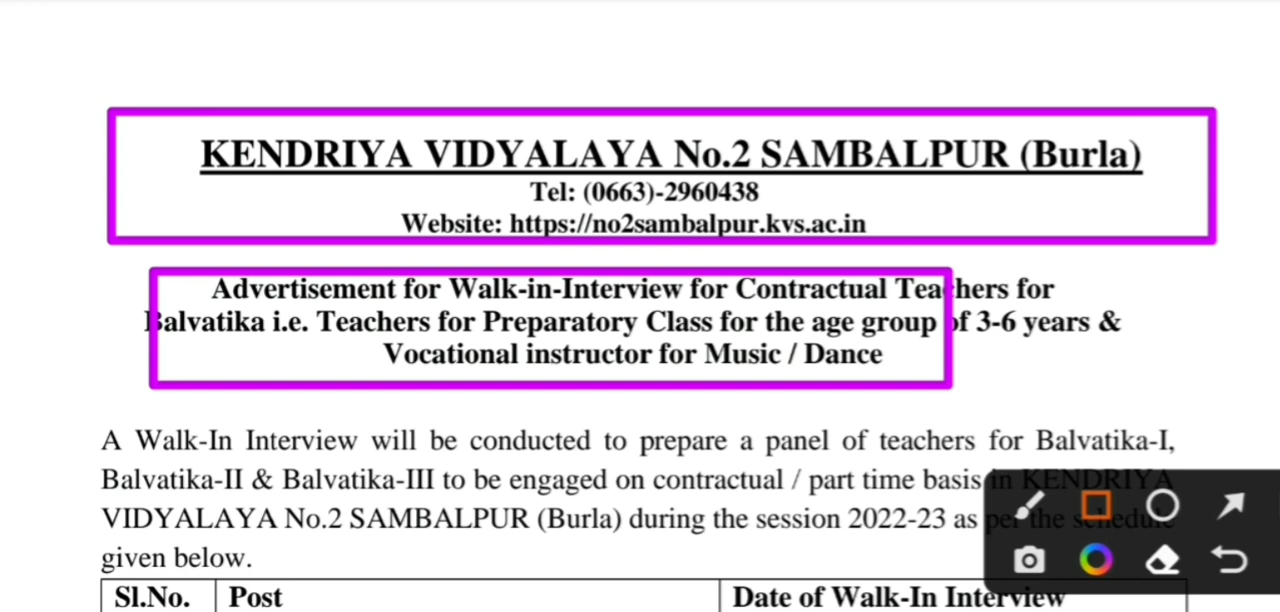 KENDRIYA VIDYALAYA No.2 SAMBALPUR (Burla)
Tel: (0663)-2960438
Website: https://no2sambalpur.kvs.ac.in
Advertisement for Walk-in-Interview for Contractual Teachers for
Balvatika i.e. Teachers for Preparatory Class for the age group of 3-6 years &
Vocational instructor for Music / Dance
A Walk-In Interview will be conducted to prepare a panel of teachers for Balvatika-I,
Balvatika-II & Balvatika-III to be engaged on contractual / part time basis in KENDRIYA
VIDYALAYA No.2 SAMBALPUR (Burla) during the session 2022-23 as per the schedule
given below.
Sl.No. Post Date of Walk-In Interview